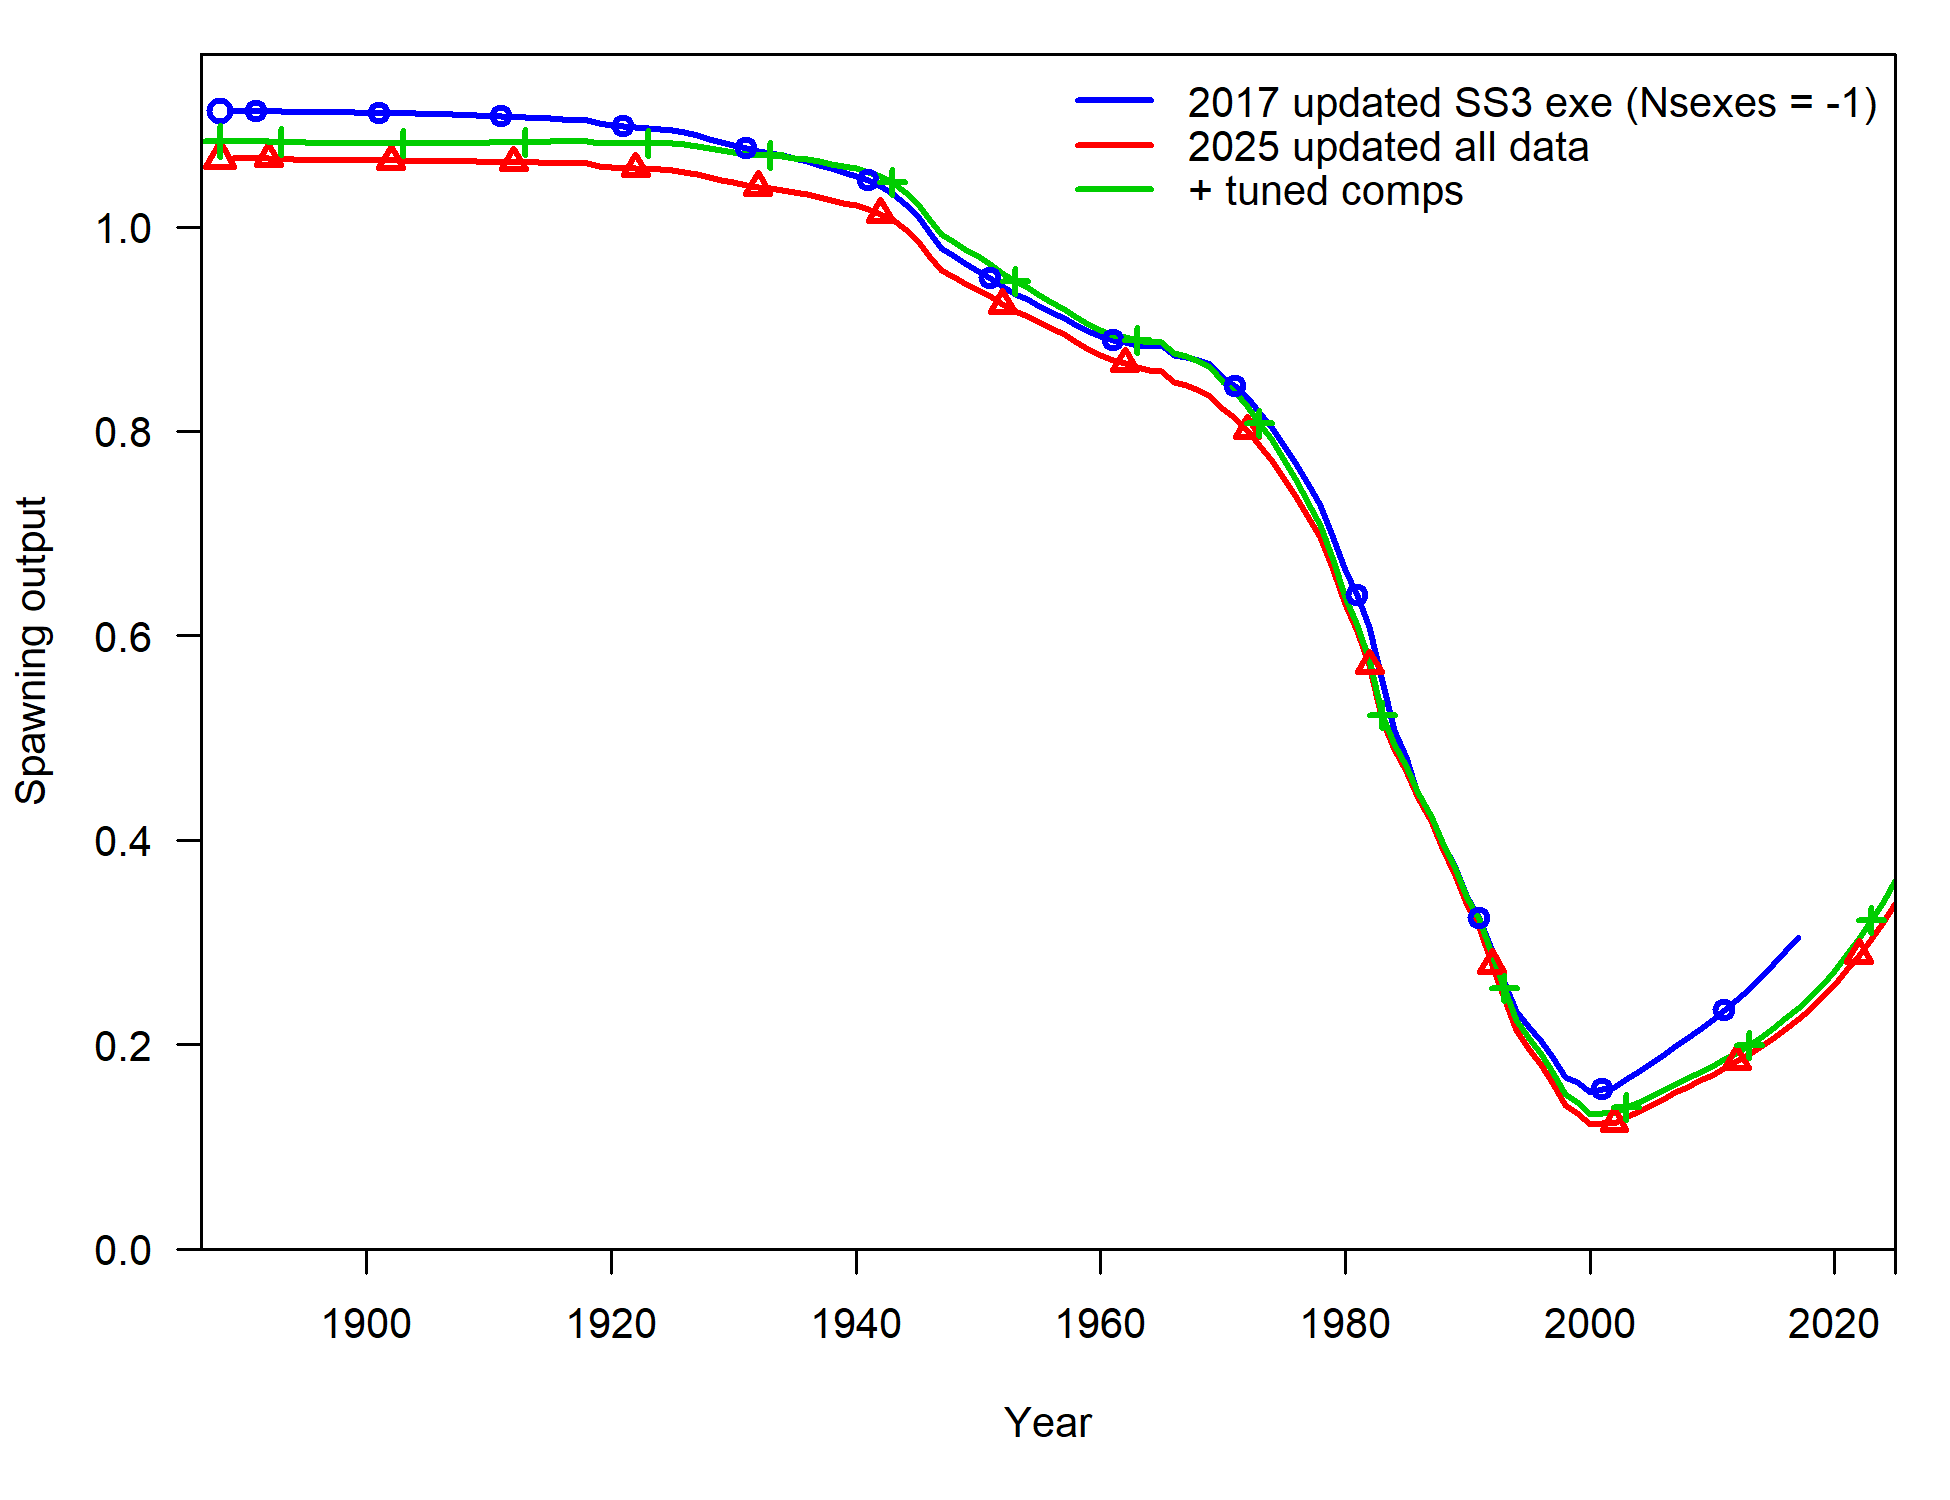 2017 updated SS3 exe (Nsexes = -1)
2025 updated all data
+ tuned comps
Spawning output
1.0
0.8
0.6
0.4
0.2
0.0
1900 1920 1940 1960 1980 2000 2020
Year